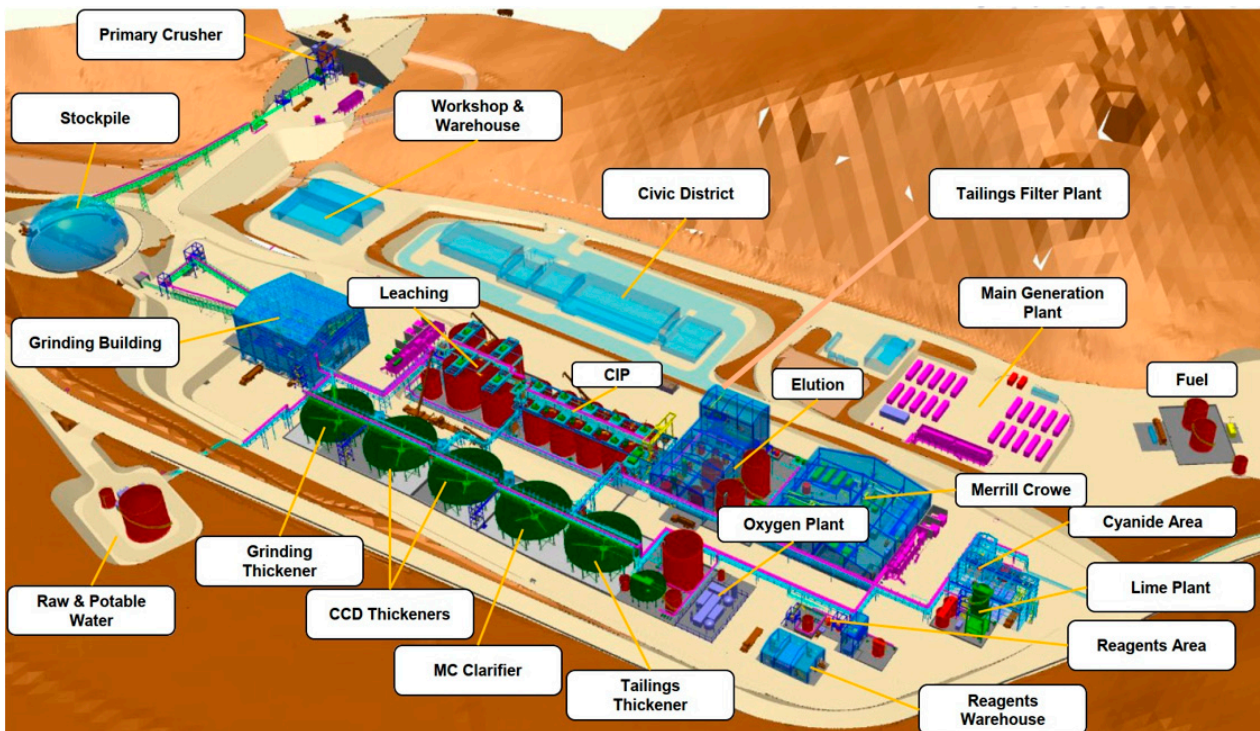 Primary Crusher
Stockpile
Workshop &
Warehouse
Civic District
Tailings Filter Plant
Leaching
Main Generation
Plant
Grinding Building
CIP
Elution
Fuel
Merrill Crowe
Oxygen Plant
Cyanide Area
Grinding
Thickener
Lime Plant
Raw & Potable
Water
CCD Thickeners
Reagents Area
MC Clarifier
Tailings
Thickener
Reagents
Warehouse